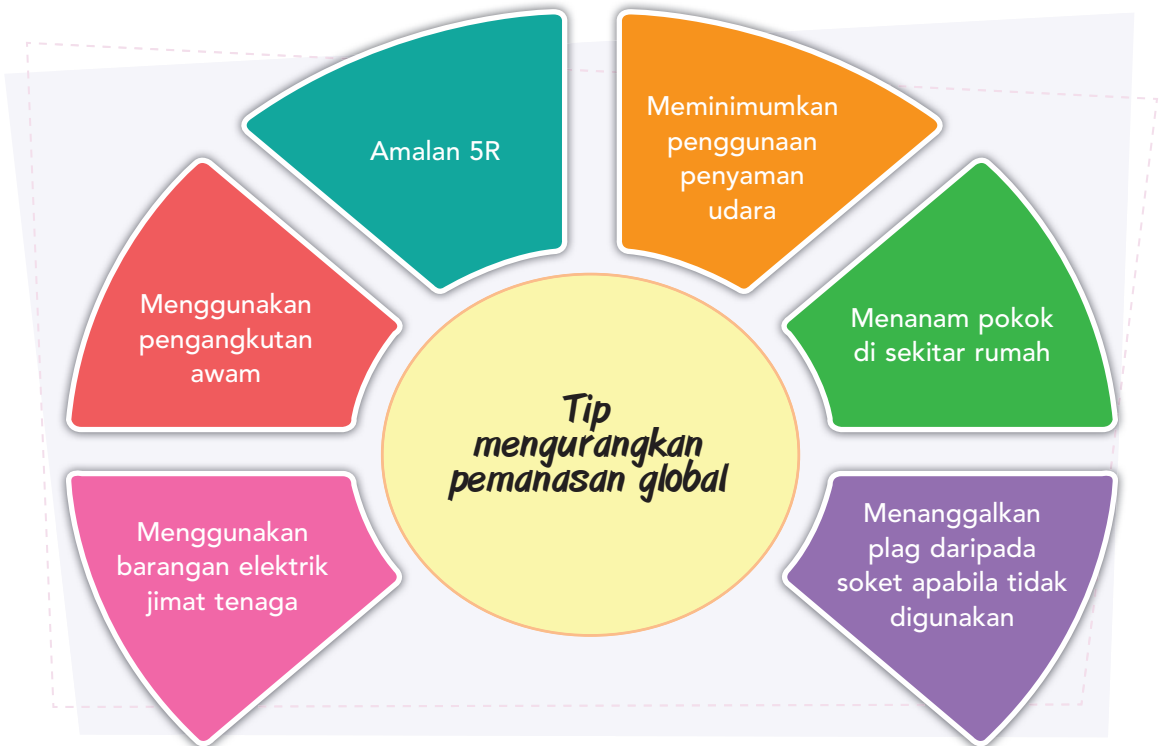 Tip
mengurangkan
pemanasan global
Menggunakan
barangan elektrik
jimat tenaga
Menggunakan
pengangkutan
awam
Amalan 5R
Meminimumkan
penggunaan
penyaman
udara
Menanam pokok
di sekitar rumah
Menanggalkan
plag daripada
soket apabila tidak
digunakan